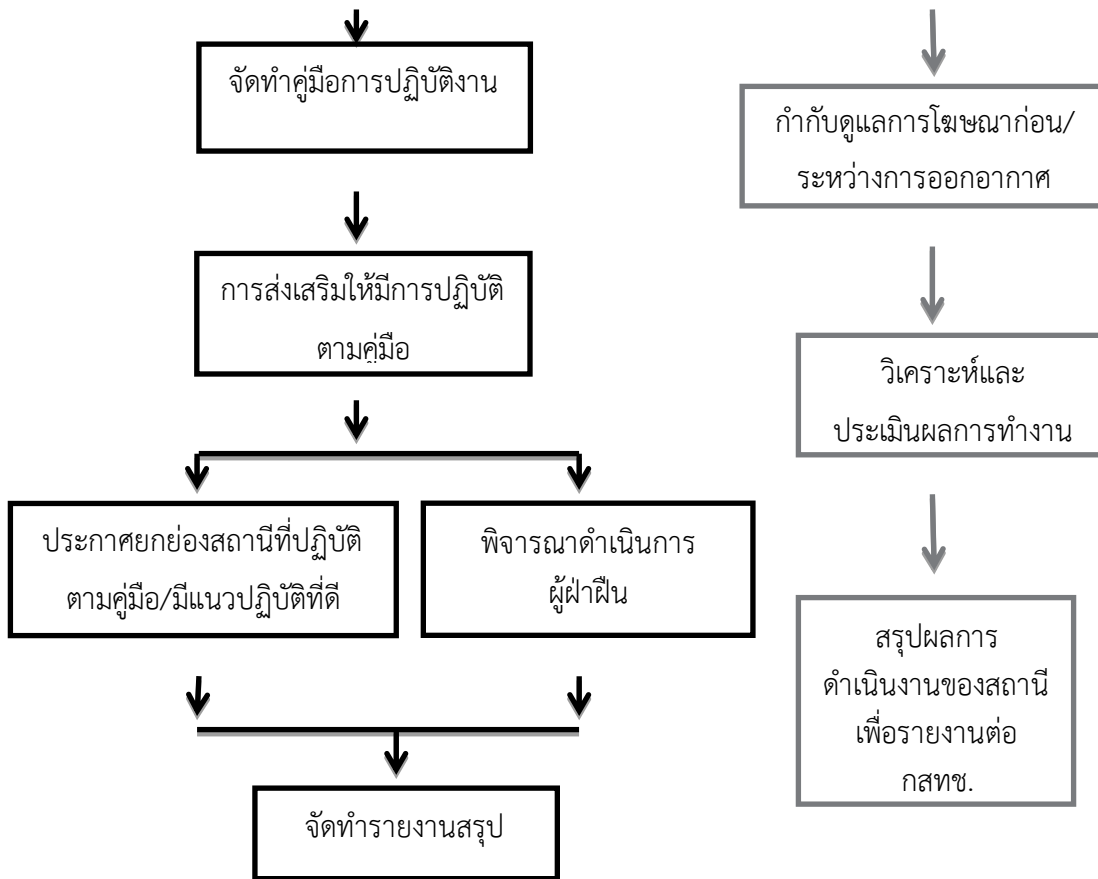 จัดทำคู่มือการปฏิบัติงาน
การส่งเสริมให้มีการปฏิบัติ
ตามคู่มือ
ประกาศยกย่องสถานีที่ปฏิบัติ
ตามคู่มือ/มีแนวปฏิบัติที่ดี
พิจารณาดำเนินการ
ผู้ฝ่าฝืน
จัดทำรายงานสรุป
กำกับดูแลการโฆษณาก่อน/
ระหว่างการออกอากาศ
วิเคราะห์และ
ประเมินผลการทำงาน
สรุปผลการ
ดำเนินงานของสถานี
เพื่อรายงานต่อ
กสทช.